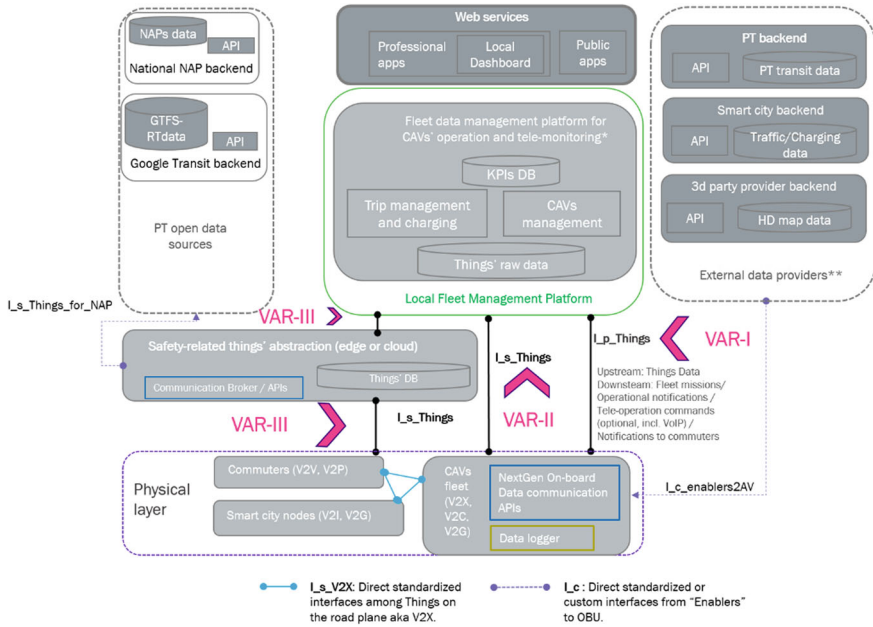 Web services
Professional apps
Local Dashboard
Public apps
NAPs data
API
National NAP backend
GTFS-RTdata
API
Google Transit backend
PT open data
sources
Fleet data management platform for
CAVs' operation and tele-monitoring*
KPIs DB
Trip management
and charging
CAVs
management
Things' raw data
Local Fleet Management Platform
PT backend
API
PT transit data
Smart city backend
API
Traffic/Charging
data
3d party provider backend
API
HD map data
External data providers**
I_s_Things_for_NAP
VAR-III
Safety-related things' abstraction (edge or cloud)
Communication Broker / APIs
Things' DB
I_s_Things
VAR-III
I_s_Things
VAR-II
I_p_Things
VAR-I
Upstream: Things Data
Downsteam: Fleet missions/
Operational notifications /
Tele-operation commands
(optional, incl. VoIP) /
Notifications to commuters
I_c_enablers2AV
Physical
layer
Commuters (V2V, V2P)
Smart city nodes (V2I, V2G)
CAVs
fleet
(V2X,
V2C,
V2G)
NextGen On-board
Data communication
APIs
Data logger
I_s_V2X: Direct standardized
interfaces among Things on
the road plane aka V2X.
I_c : Direct standardized or
custom interfaces from "Enablers"
to OBU.